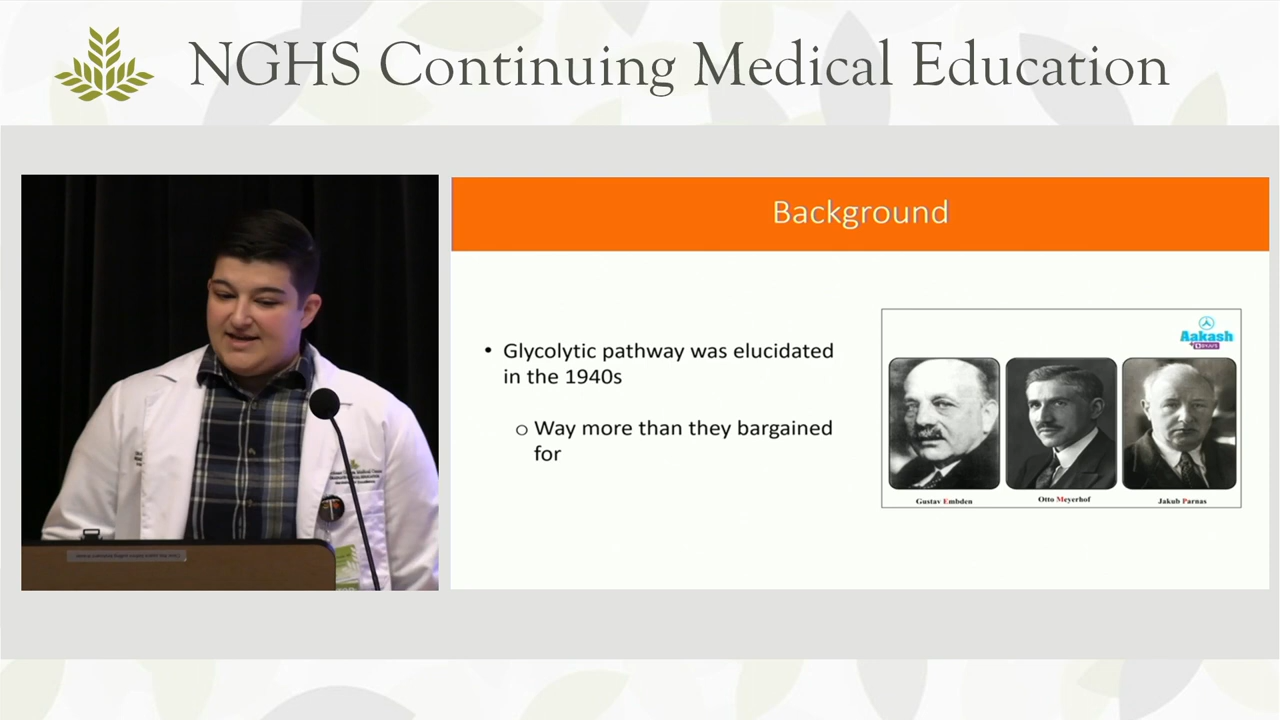 NGHS Continuing Medical Education
Background
• Glycolytic pathway was elucidated
in the 1940s
o Way more than they bargained
for
Aakash
Gustav Embden
Otto Meyerhof
Jakub Parnas